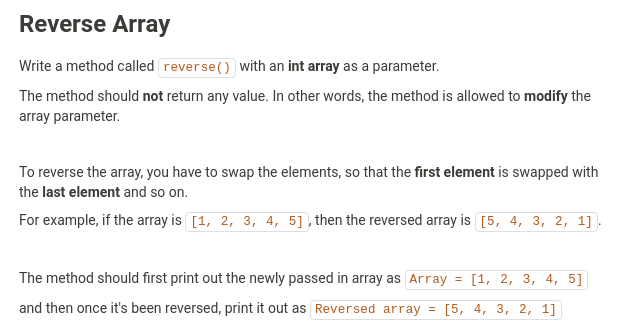 Reverse Array
Write a method called reverse() with an int array as a parameter.
The method should not return any value. In other words, the method is allowed to modify the
array parameter.
To reverse the array, you have to swap the elements, so that the first element is swapped with
the last element and so on.
For example, if the array is [1, 2, 3, 4, 5], then the reversed array is [5, 4, 3, 2, 1].
The method should first print out the newly passed in array as Array = [1, 2, 3, 4, 5]
and then once it's been reversed, print it out as Reversed array = [5, 4, 3, 2, 1]